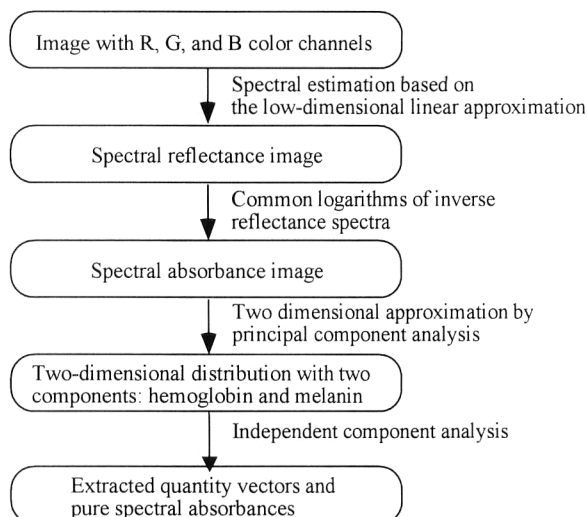 Image with R, G, and B color channels
Spectral estimation based on
the low-dimensional linear approximation
Spectral reflectance image
Common logarithms of inverse
reflectance spectra
Spectral absorbance image
Two dimensional approximation by
principal component analysis
Two-dimensional distribution with two
components: hemoglobin and melanin
Independent component analysis
Extracted quantity vectors and
pure spectral absorbances